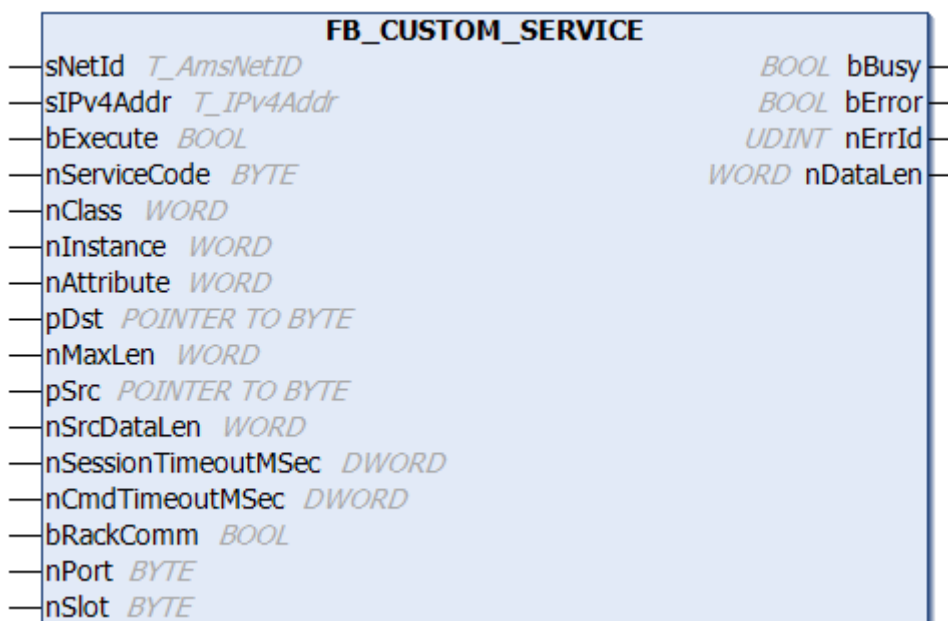 FB_CUSTOM_SERVICE
sNetId T_AmsNetID BOOL bBusy
sIPv4Addr T_IPv4Addr BOOL bError
bExecute BOOL UDINT nErrId
nServiceCode BYTE WORD nDataLen
nClass WORD
nInstance WORD
nAttribute WORD
pDst POINTER TO BYTE
nMaxLen WORD
pSrc POINTER TO BYTE
nSrcDataLen WORD
nSessionTimeoutMSec DWORD
nCmdTimeoutMSec DWORD
bRackComm BOOL
nPort BYTE
nSlot BYTE